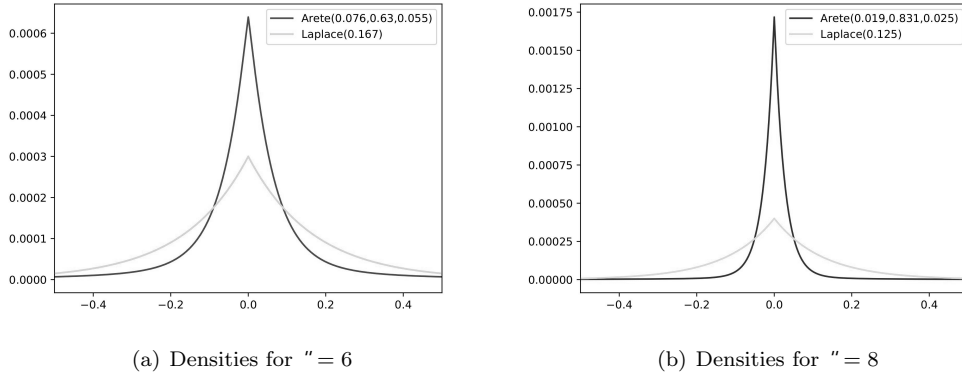 Arete(0.076,0.63,0.055)
Laplace(0.167)
0.0006
0.0005
0.0004
0.0003
0.0002
0.0001
0.0000
−0.4 −0.2 0.0 0.2 0.4
(a) Densities for "= 6
Arete(0.019,0.831,0.025)
Laplace(0.125)
0.00175
0.00150
0.00125
0.00100
0.00075
0.00050
0.00025
0.00000
−0.4 −0.2 0.0 0.2 0.4
(b) Densities for "= 8